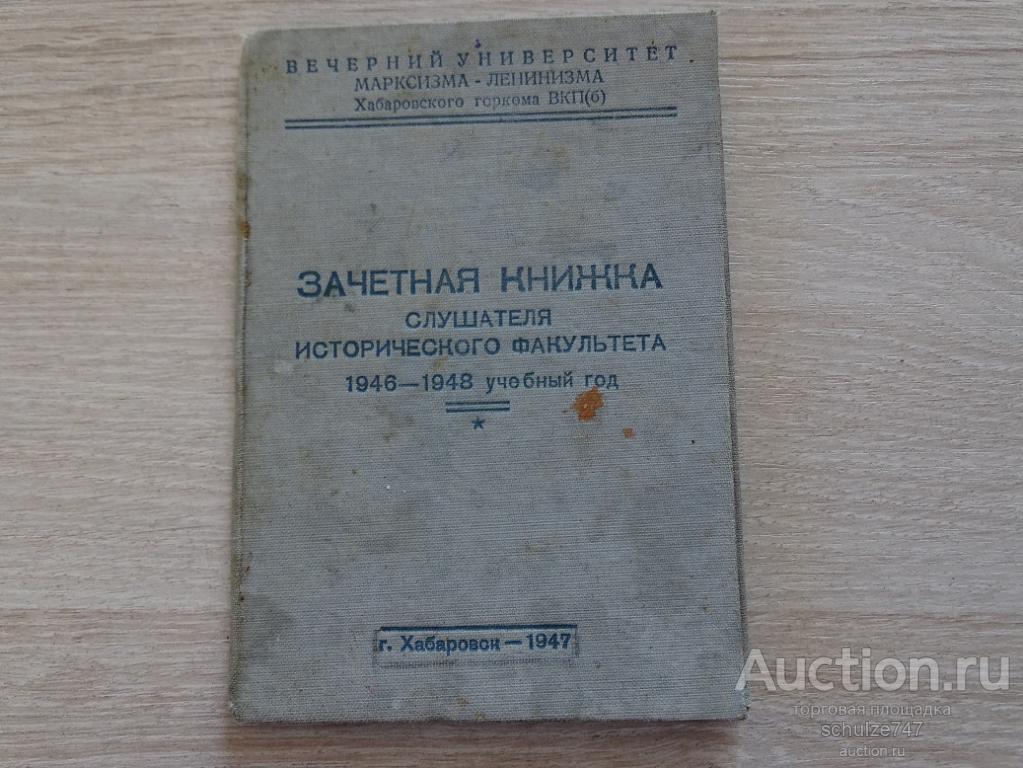 ВЕЧЕРНИЙ УНИВЕРСИТЕТ
МАРКСИЗМА - ЛЕНИНИЗМА
Хабаровского горкома ВКП(б)
ЗАЧЕТНАЯ КНИЖКА
СЛУШАТЕЛЯ
ИСТОРИЧЕСКОГО ФАКУЛЬТЕТА
1946—1948 учебный год
г. Хабаровск — 1947
Auction.ru
торговая площадка
schulze747
auction.ru